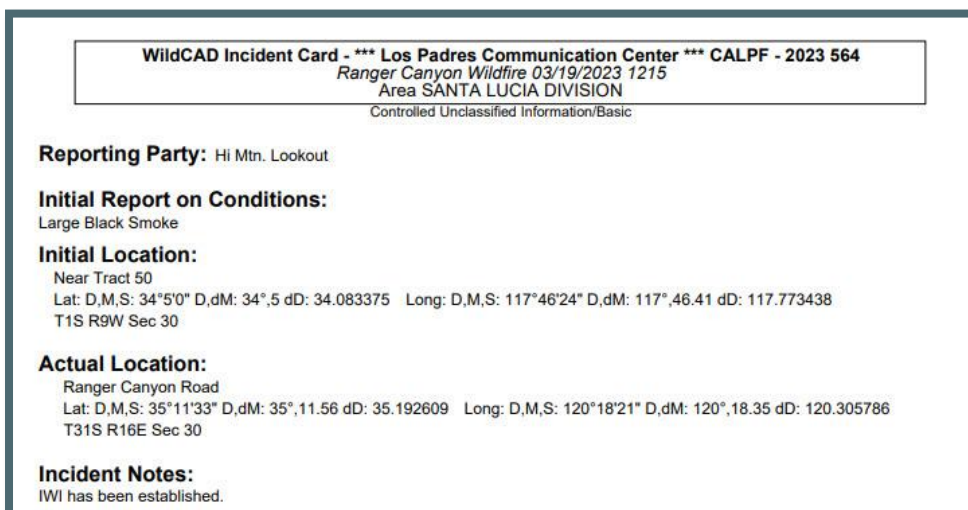 WildCAD Incident Card - *** Los Padres Communication Center *** CALPF - 2023 564
Ranger Canyon Wildfire 03/19/2023 1215
Area SANTA LUCIA DIVISION
Controlled Unclassified Information/Basic
Reporting Party: Hi Mtn. Lookout
Initial Report on Conditions:
Large Black Smoke
Initial Location:
Near Tract 50
Lat: D,M,S: 34°5'0" D,dM: 34°,5 dD: 34.083375 Long: D,M,S: 117°46'24" D,dM: 117°,46.41 dD: 117.773438
T1S R9W Sec 30
Actual Location:
Ranger Canyon Road
Lat: D,M,S: 35°11'33" D,dM: 35°,11.56 dD: 35.192609 Long: D,M,S: 120°18'21" D,dM: 120°,18.35 dD: 120.305786
T31S R16E Sec 30
Incident Notes:
IWI has been established.